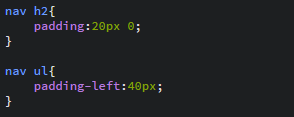 nav h2{
    padding:20px 0;
}

nav ul{
    padding-left:40px;
}